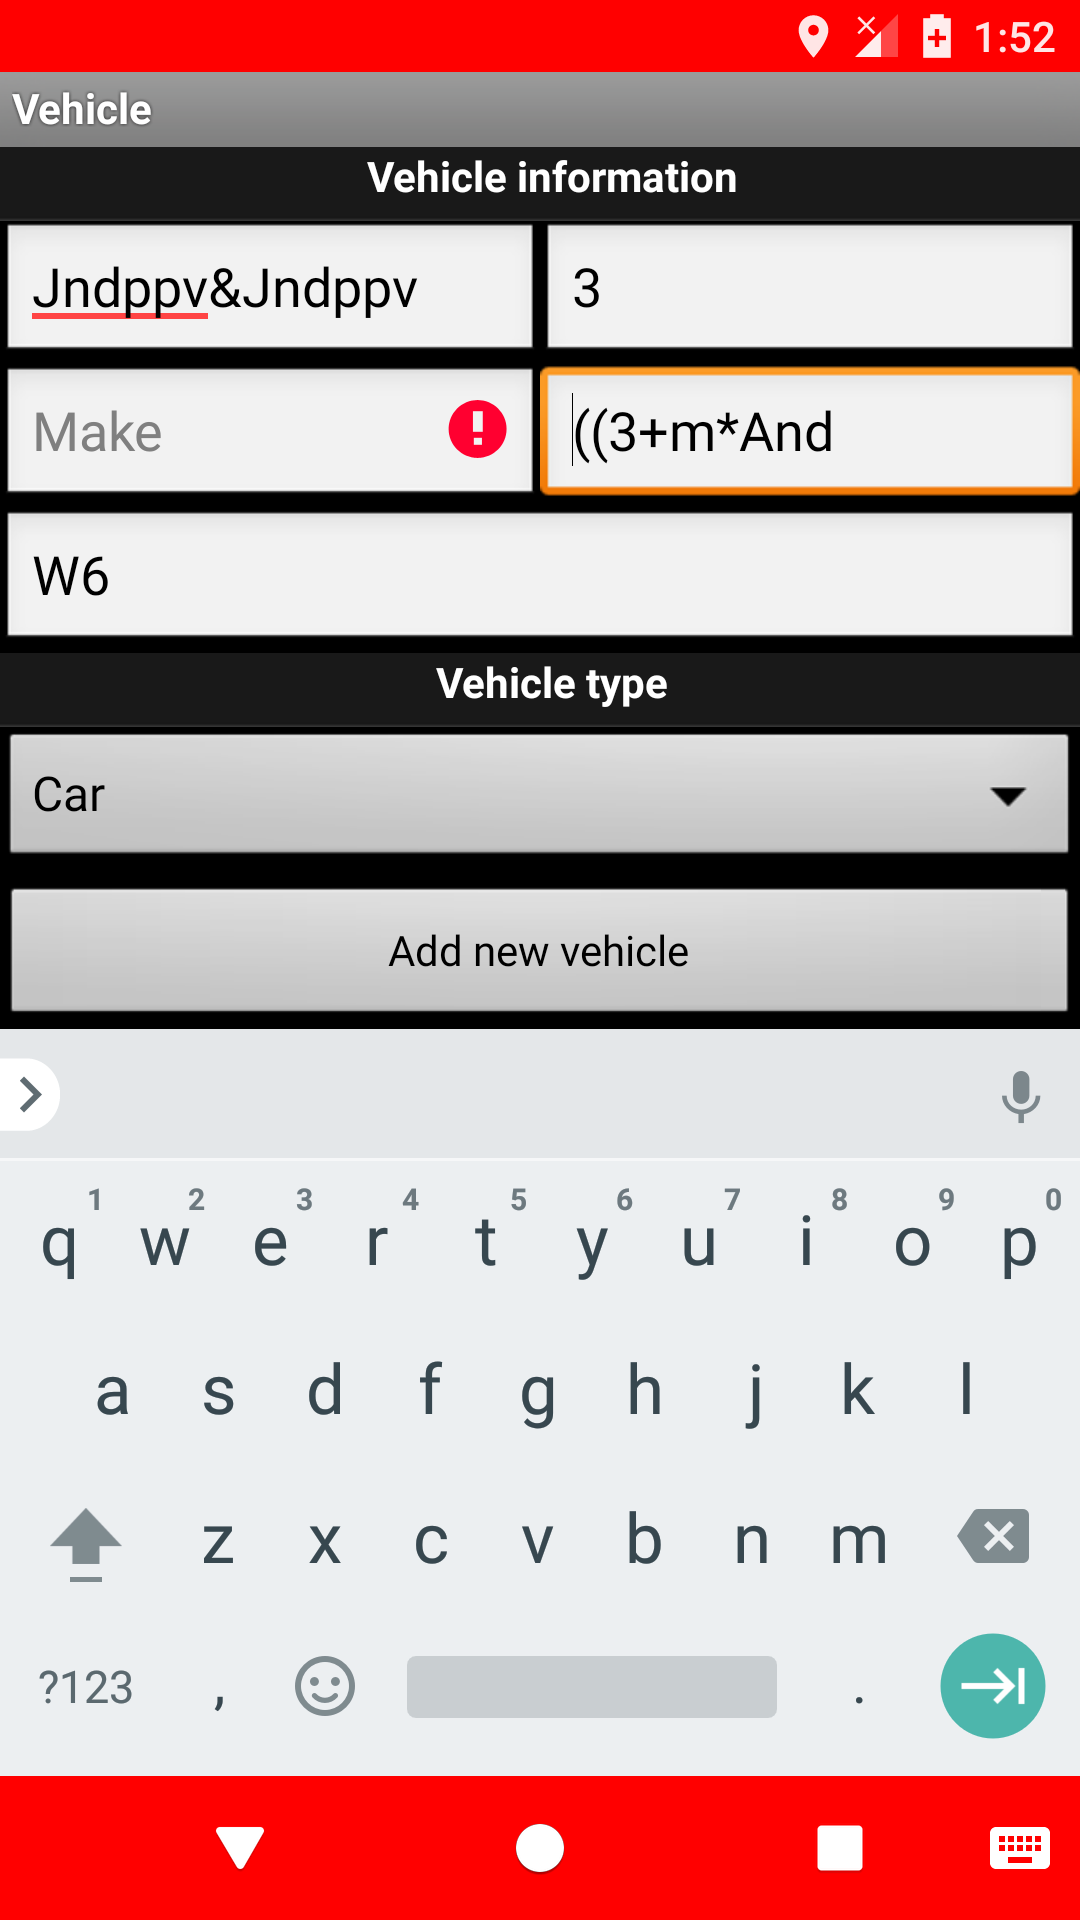 1:52
Vehicle
Vehicle information
Jndppv&Jndppv 3
Make ((3+m*And
W6
Vehicle type
Car
Add new vehicle
1 2 3 4 5 6 7 8 9 0
q w e r t y u i o p
a s d f g h j k l
z x c v b n m
?123 , .